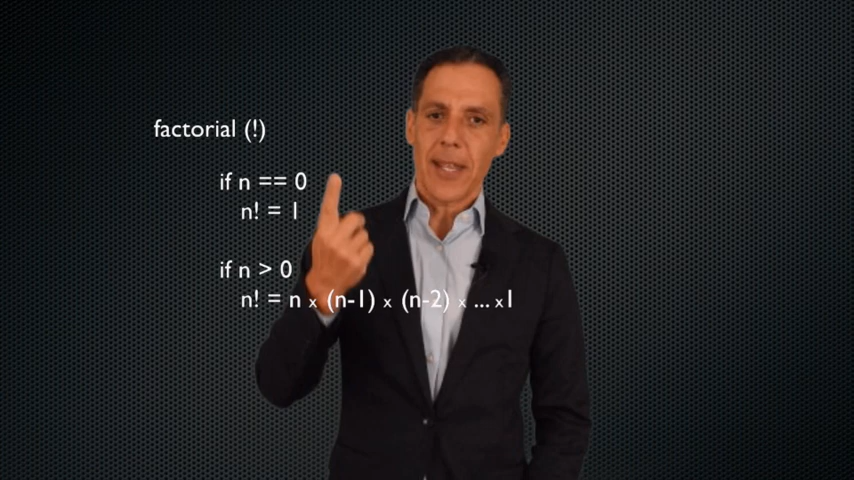 factorial (!)
if n == 0
n! = 1
if n > 0
n! = n x (n-1) x (n-2) x ... x1